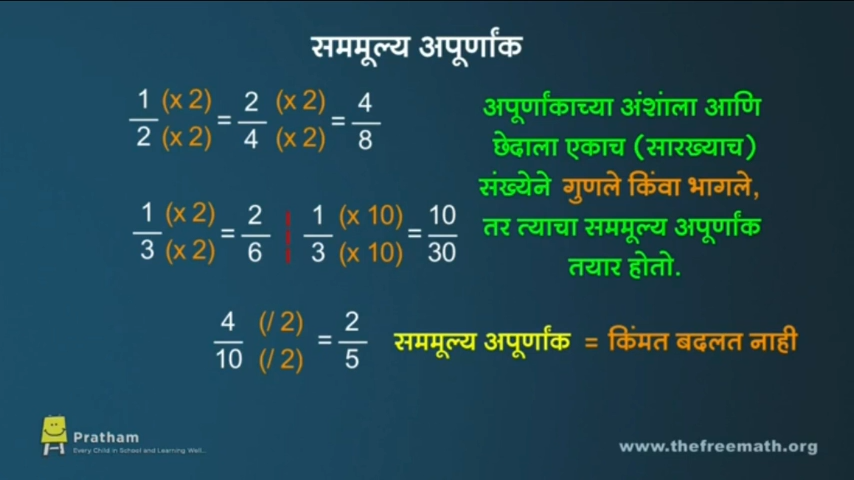 सममूल्य अपूर्णांक
1 (x 2) = 2 (x 2) = 4
2 (x 2) 4 (x 2) 8
अपूर्णांकाच्या अंशांला आणि
छेदाला एकाच (सारख्याच)
संख्येने गुणले किंवा भागले,
तर त्याचा सममूल्य अपूर्णांक
तयार होतो.
1 (x 2) = 2 1 (x 10) = 10
3 (x 2) 6 3 (x 10) 30
4 (/ 2) = 2
10 (/ 2) 5
सममूल्य अपूर्णांक = किंमत बदलत नाही
Pratham
Every Child in School and Learning Well..
www.thefreemath.org